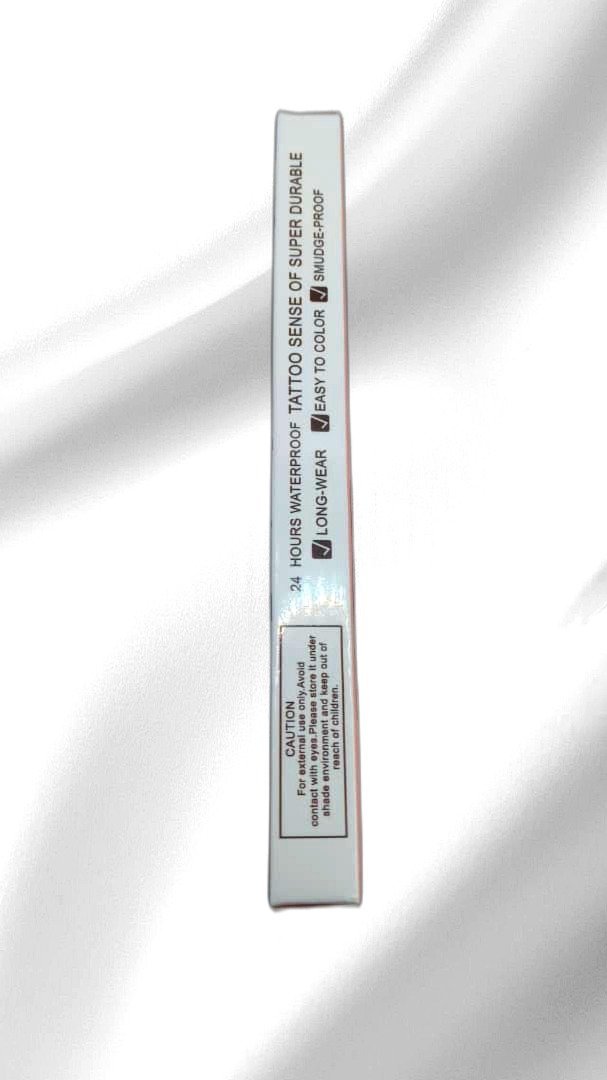 24 HOURS WATERPROOF TATTOO SENSE OF SUPER DURABLE
LONG-WEAR EASY TO COLOR SMUDGE-PROOF
CAUTION
For external use only.Avoid
contact with eyes.Please store it under
shade environment and keep out of
reach of children.